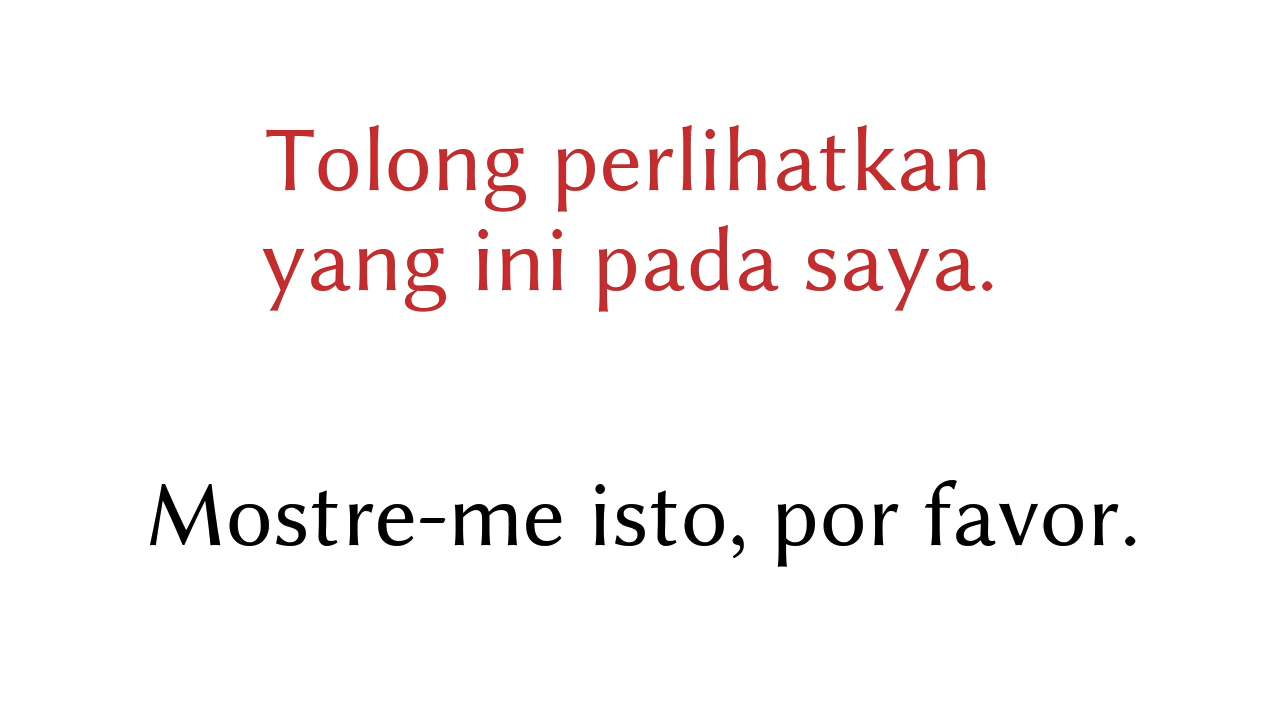 Tolong perlihatkan
yang ini pada saya.
Mostre-me isto, por favor.